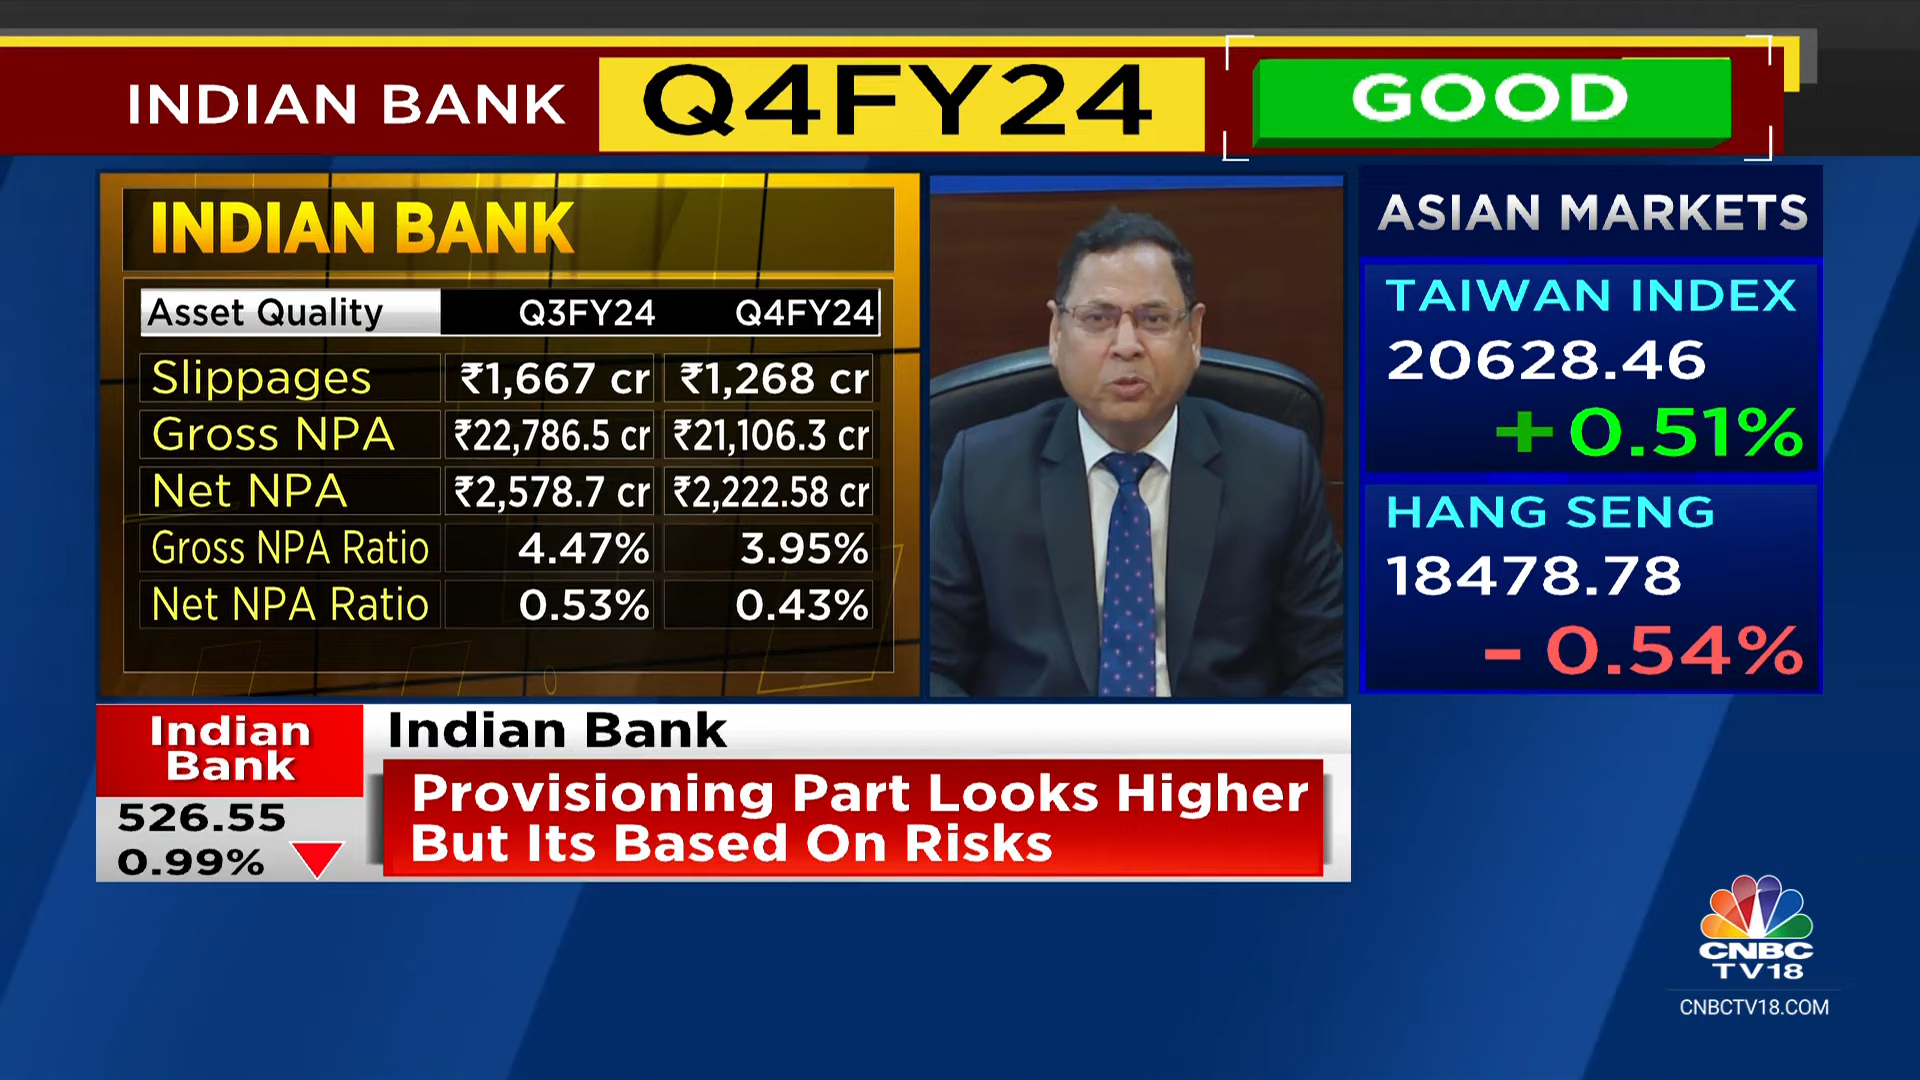 INDIAN BANK Q4FY24 GOOD
INDIAN BANK
Asset Quality Q3FY24 Q4FY24
Slippages ₹1,667 cr ₹1,268 cr
Gross NPA ₹22,786.5 cr ₹21,106.3 cr
Net NPA ₹2,578.7 cr ₹2,222.58 cr
Gross NPA Ratio 4.47% 3.95%
Net NPA Ratio 0.53% 0.43%
ASIAN MARKETS
TAIWAN INDEX
20628.46
+0.51%
HANG SENG
18478.78
- 0.54%
Indian
Bank
526.55
0.99%
Indian Bank
Provisioning Part Looks Higher
But Its Based On Risks
CNBC
TV18
CNBCTV18.COM